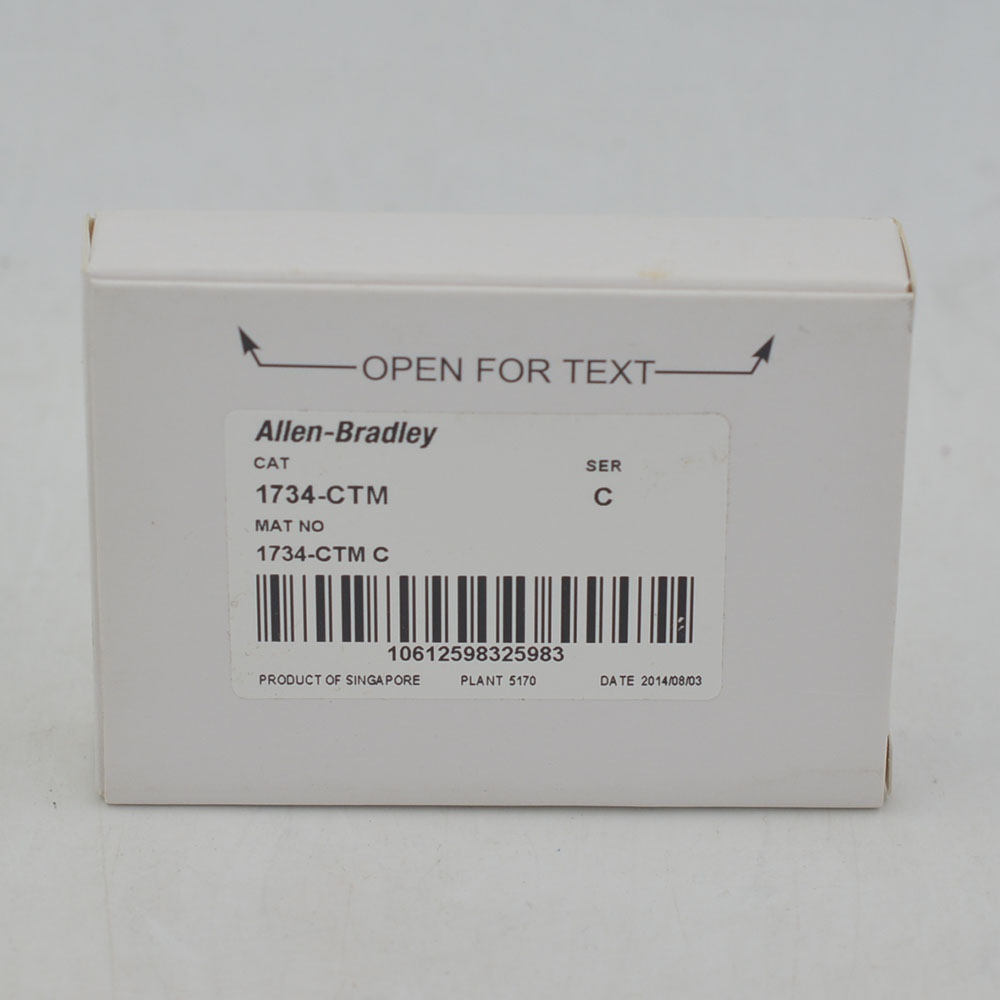 OPEN FOR TEXT
Allen-Bradley
CAT SER
1734-CTM C
MAT NO
1734-CTM C
10612598325983
PRODUCT OF SINGAPORE PLANT 5170 DATE 2014/08/03